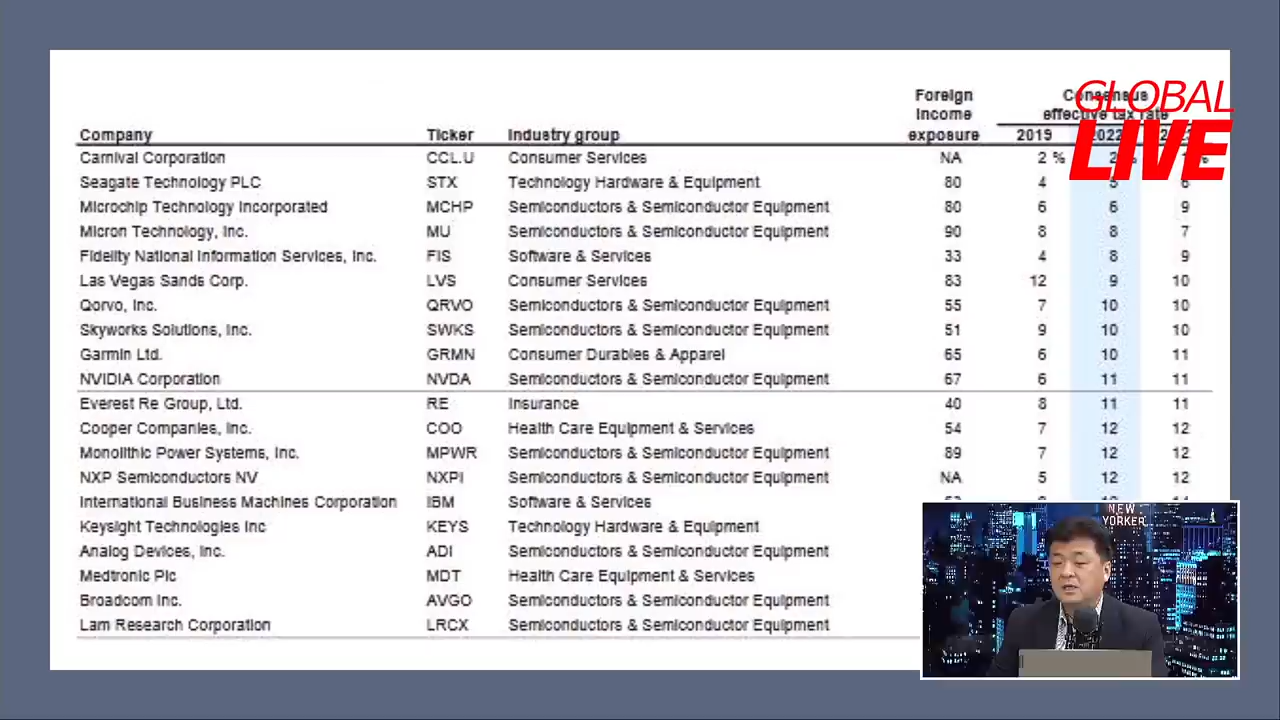 GLOBAL
LIVE
Foreign Consensus
Income effective tax rate
Company Ticker Industry group exposure 2019 2022
Carnival Corporation CCL.U Consumer Services NA 2 % 2 %
Seagate Technology PLC STX Technology Hardware & Equipment 80 4 5 6
Microchip Technology Incorporated MCHP Semiconductors & Semiconductor Equipment 80 6 6 9
Micron Technology, Inc. MU Semiconductors & Semiconductor Equipment 90 8 8 7
Fidelity National Information Services, Inc. FIS Software & Services 33 4 8 9
Las Vegas Sands Corp. LVS Consumer Services 83 12 9 10
Qorvo, Inc. QRVO Semiconductors & Semiconductor Equipment 55 7 10 10
Skyworks Solutions, Inc. SWKS Semiconductors & Semiconductor Equipment 51 9 10 10
Garmin Ltd. GRMN Consumer Durables & Apparel 65 6 10 11
NVIDIA Corporation NVDA Semiconductors & Semiconductor Equipment 67 6 11 11
Everest Re Group, Ltd. RE Insurance 40 8 11 11
Cooper Companies, Inc. COO Health Care Equipment & Services 54 7 12 12
Monolithic Power Systems, Inc. MPWR Semiconductors & Semiconductor Equipment 89 7 12 12
NXP Semiconductors NV NXPI Semiconductors & Semiconductor Equipment NA 5 12 12
International Business Machines Corporation IBM Software & Services
Keysight Technologies Inc KEYS Technology Hardware & Equipment
Analog Devices, Inc. ADI Semiconductors & Semiconductor Equipment
Medtronic Plc MDT Health Care Equipment & Services
Broadcom Inc. AVGO Semiconductors & Semiconductor Equipment
Lam Research Corporation LRCX Semiconductors & Semiconductor Equipment
NEW
YORKER